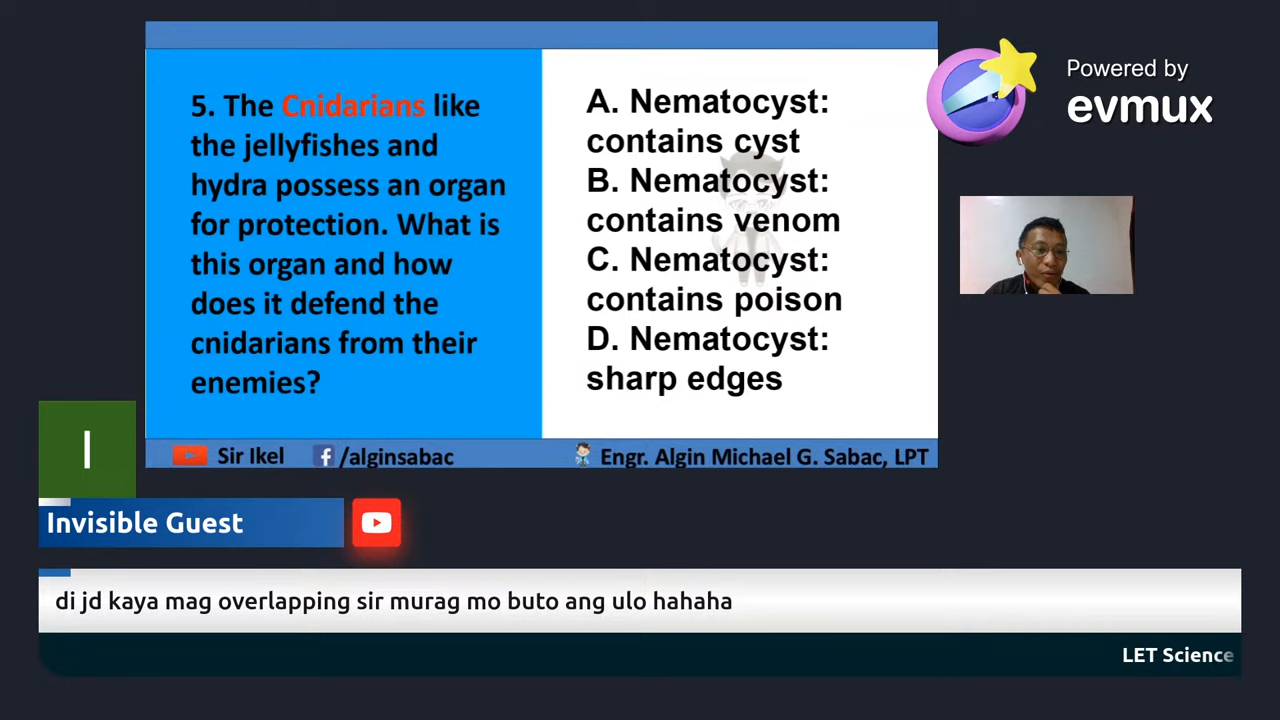 5. The Cnidarians like
the jellyfishes and
hydra possess an organ
for protection. What is
this organ and how
does it defend the
cnidarians from their
enemies?
A. Nematocyst:
contains cyst
B. Nematocyst:
contains venom
C. Nematocyst:
contains poison
D. Nematocyst:
sharp edges
Sir Ikel
/alginsabac
Engr. Algin Michael G. Sabac, LPT
Powered by
evmux
I
Invisible Guest
di jd kaya mag overlapping sir murag mo buto ang ulo hahaha
LET Science